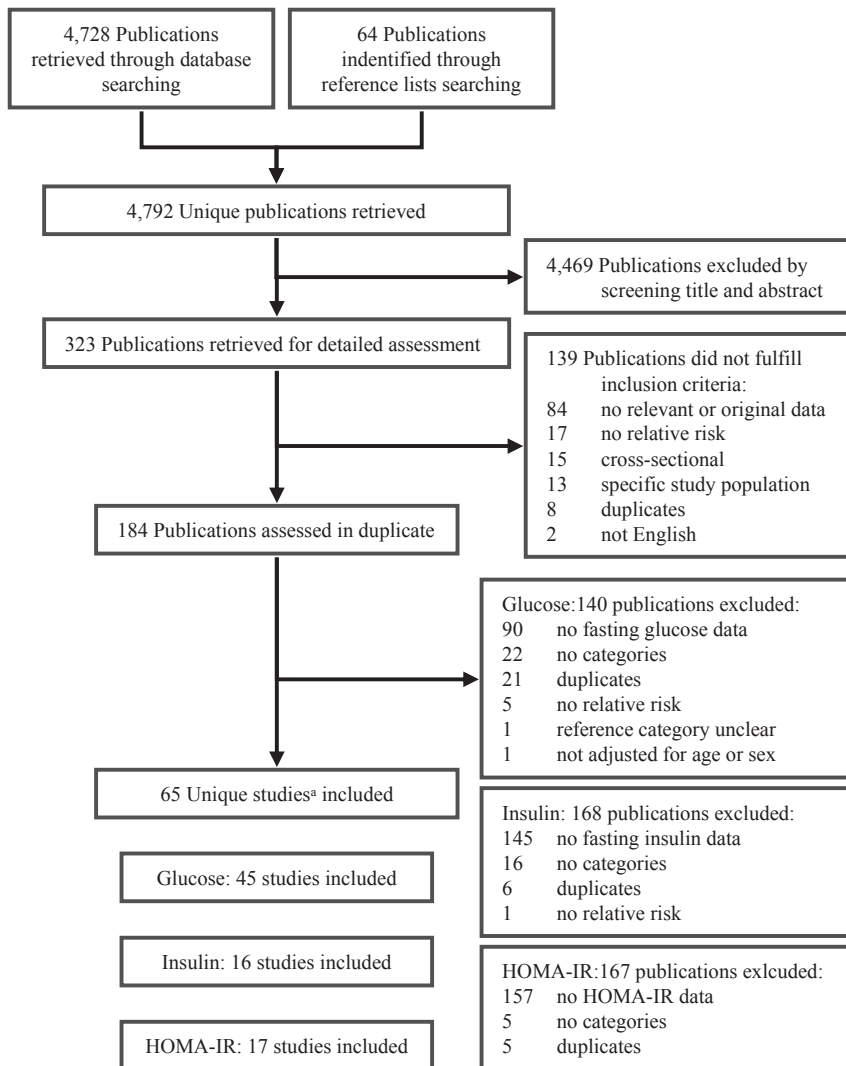 4,728 Publications
retrieved through database
searching
64 Publications
indentified through
reference lists searching
4,792 Unique publications retrieved
4,469 Publications excluded by
screening title and abstract
323 Publications retrieved for detailed assessment
139 Publications did not fulfill
inclusion criteria:
84 no relevant or original data
17 no relative risk
15 cross-sectional
13 specific study population
8 duplicates
2 not English
184 Publications assessed in duplicate
Glucose:140 publications excluded:
90 no fasting glucose data
22 no categories
21 duplicates
5 no relative risk
1 reference category unclear
1 not adjusted for age or sex
65 Unique studiesª included
Insulin: 168 publications excluded:
145 no fasting insulin data
16 no categories
6 duplicates
1 no relative risk
Glucose: 45 studies included
Insulin: 16 studies included
HOMA-IR:167 publications exlcuded:
157 no HOMA-IR data
5 no categories
5 duplicates
HOMA-IR: 17 studies included